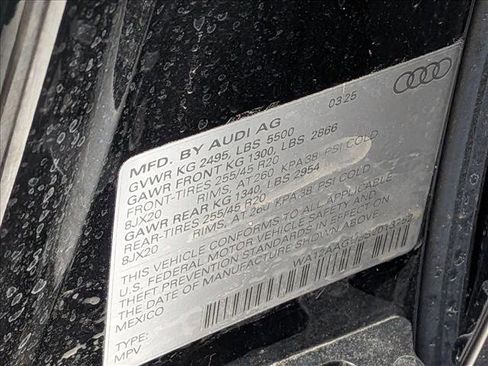 MFD. BY AUDI AG 03/25
GVWR KG 2495, LBS 5500
GAWR FRONT KG 1300, LBS 2866
FRONT-TIRES 255/45 R20
8JX20 RIMS, AT 260 KPA 38 PSI COLD
GAWR REAR KG 1340, LBS 2954
REAR-TIRES 255/45 R20
8JX20 RIMS, AT 260 KPA 38 PSI COLD
THIS VEHICLE CONFORMS TO ALL APPLICABLE
U.S. FEDERAL MOTOR VEHICLE SAFETY AND
THEFT PREVENTION STANDARDS IN EFFECT ON
THE DATE OF MANUFACTURE SHOWN ABOVE.
MEXICO
TYPE:
MPV